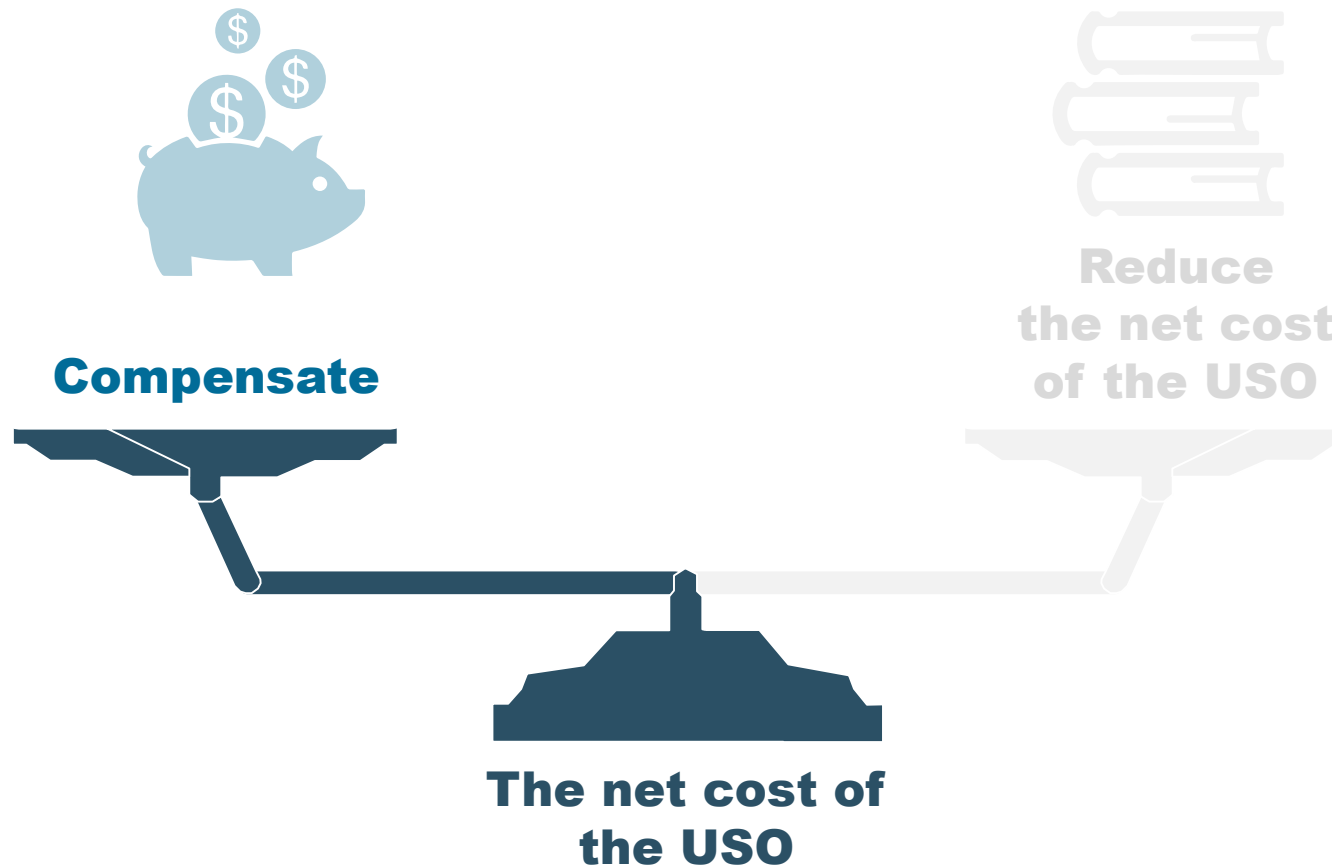 $
$
$
Compensate
Reduce
the net cost
of the USO
The net cost of
the USO